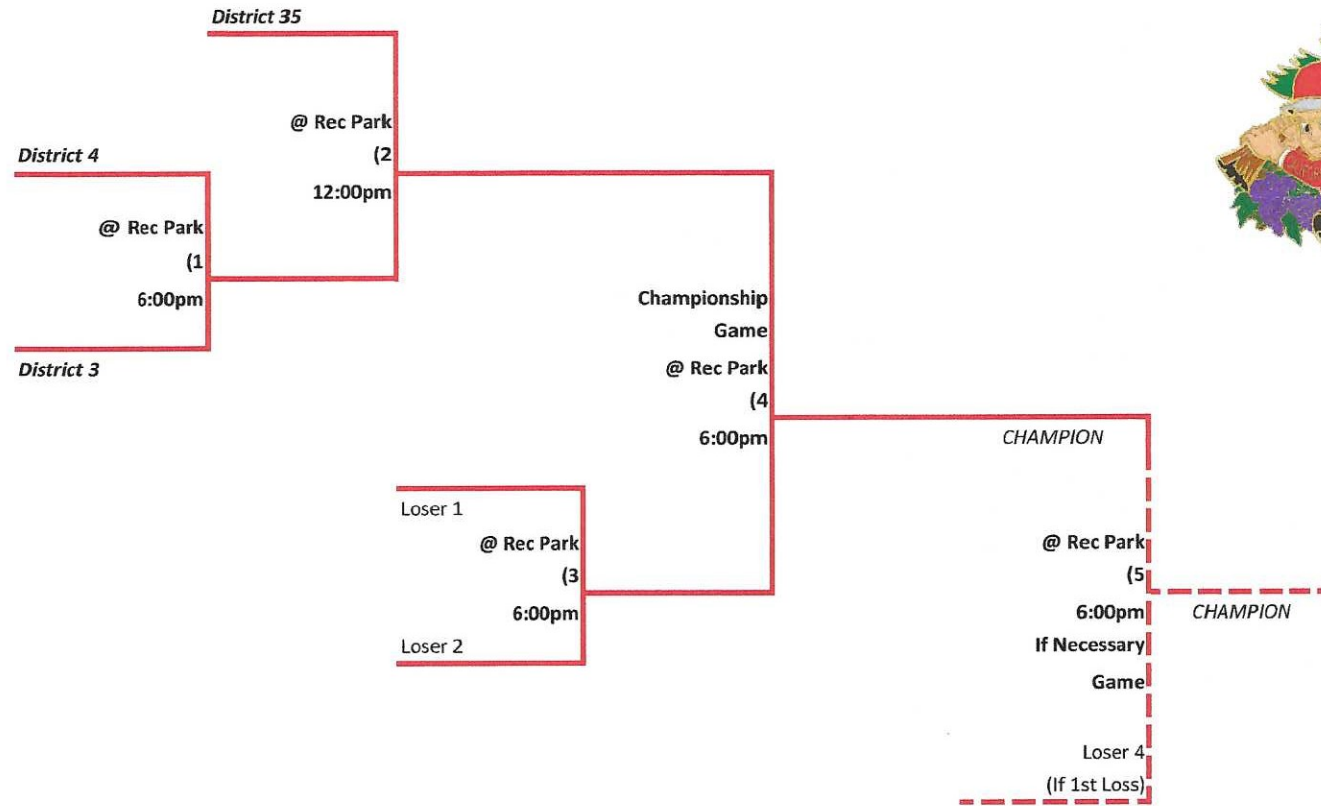 District 35
@ Rec Park
(2
12:00pm
District 4
@ Rec Park
(1
6:00pm
District 3
Championship
Game
@ Rec Park
(4
6:00pm
CHAMPION
Loser 1
@ Rec Park
(3
6:00pm
Loser 2
@ Rec Park
(5
6:00pm
If Necessary
Game
CHAMPION
Loser 4
(If 1st Loss)